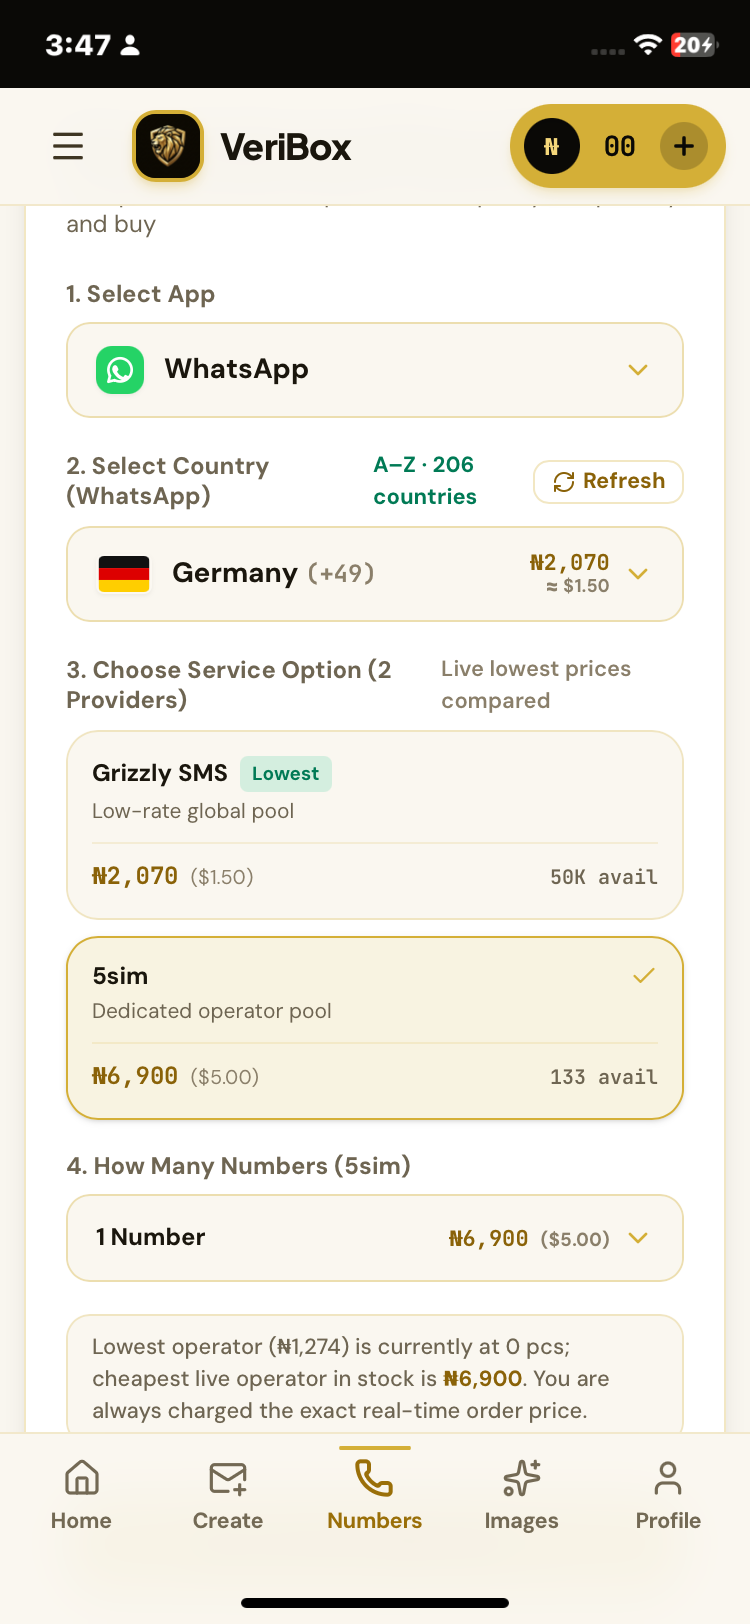 3:47
20
VeriBox
₦ 00 +
and buy
1. Select App
WhatsApp
2. Select Country (WhatsApp)
A–Z · 206 countries
Refresh
Germany (+49)
₦2,070
≈ $1.50
3. Choose Service Option (2 Providers)
Live lowest prices compared
Grizzly SMS Lowest
Low-rate global pool
₦2,070 ($1.50) 50K avail
5sim
Dedicated operator pool
₦6,900 ($5.00) 133 avail
4. How Many Numbers (5sim)
1 Number ₦6,900 ($5.00)
Lowest operator (₦1,274) is currently at 0 pcs;
cheapest live operator in stock is ₦6,900. You are
always charged the exact real-time order price.
Home Create Numbers Images Profile